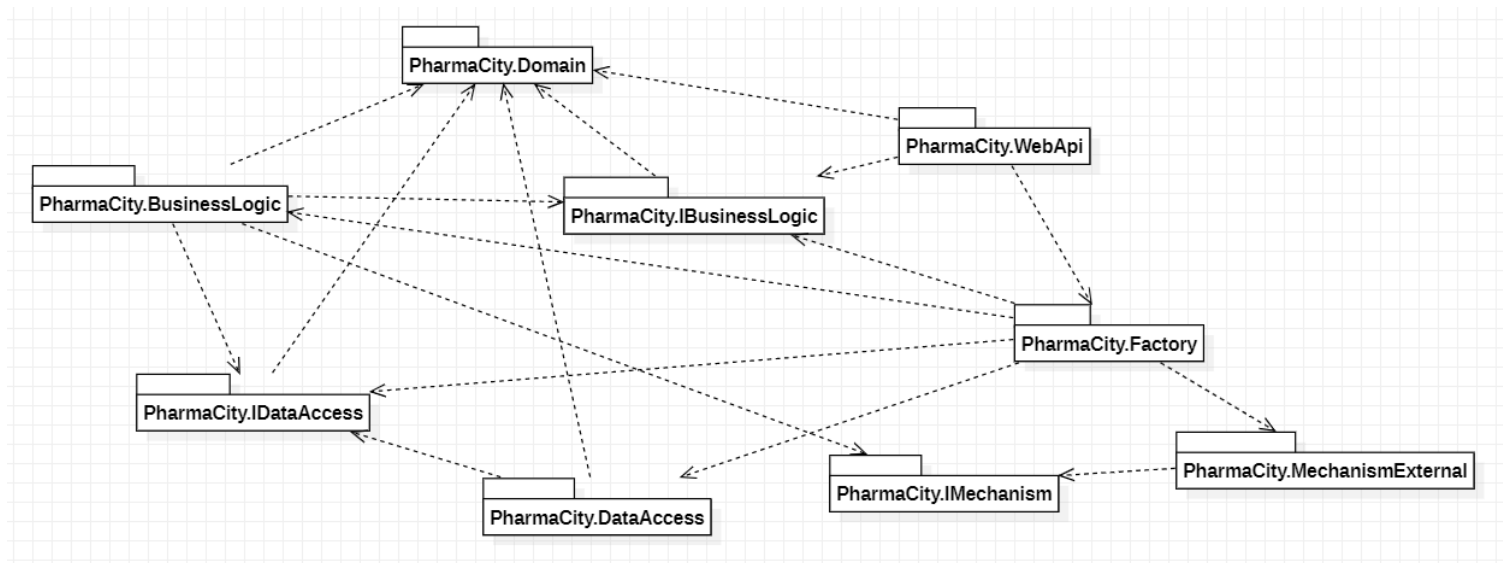 PharmaCity.Domain
PharmaCity.WebApi
PharmaCity.BusinessLogic
PharmaCity.IBusinessLogic
PharmaCity.Factory
PharmaCity.IDataAccess
PharmaCity.MechanismExternal
PharmaCity.IMechanism
PharmaCity.DataAccess